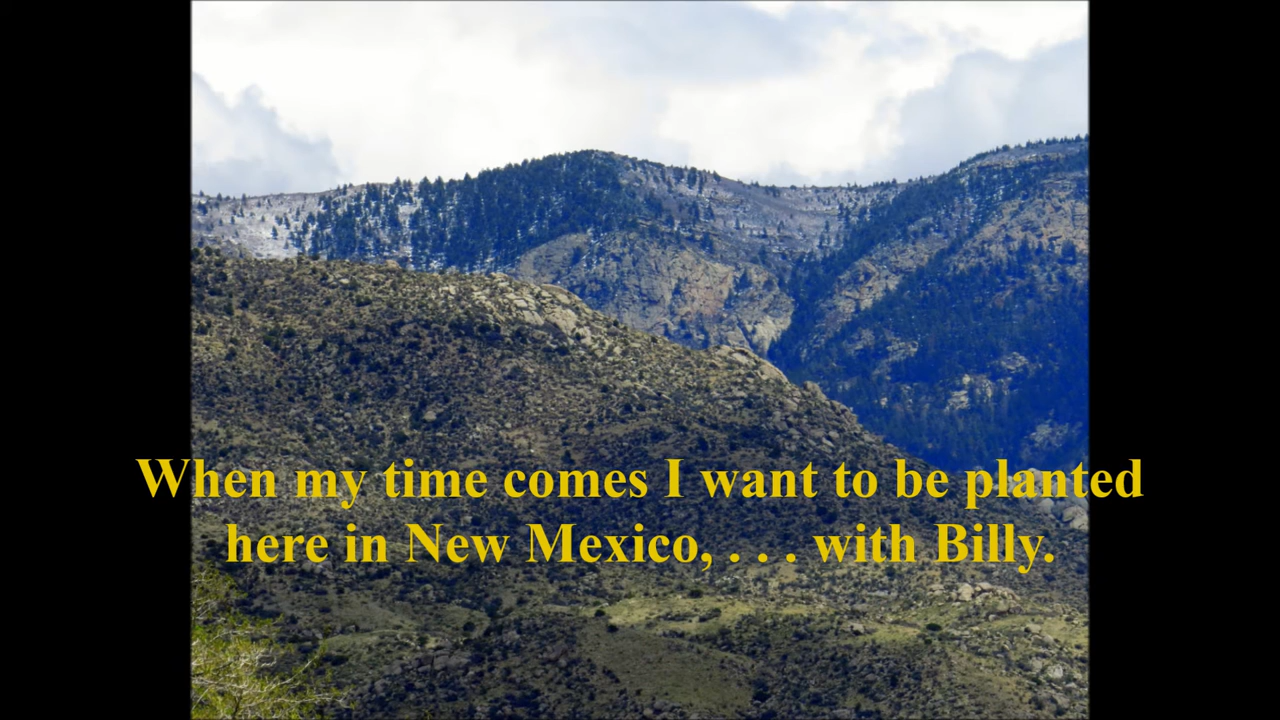 When my time comes I want to be planted
here in New Mexico, . . . with Billy.